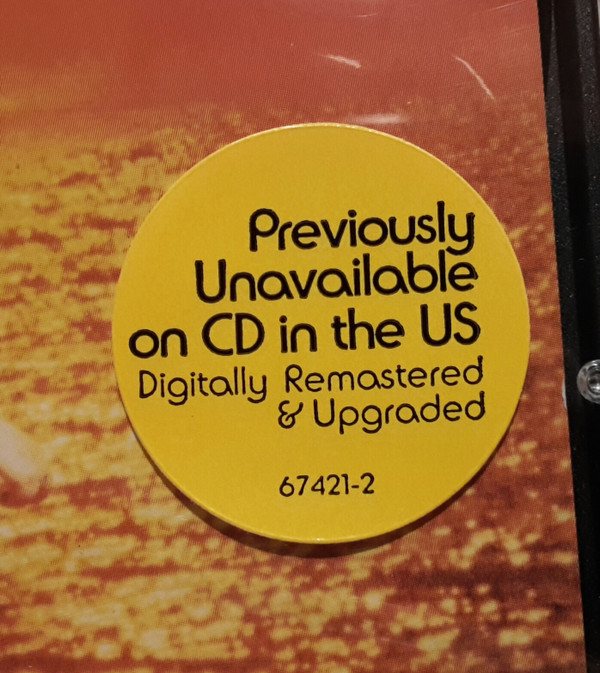 Previously
Unavailable
on CD in the US
Digitally Remastered
& Upgraded
67421-2